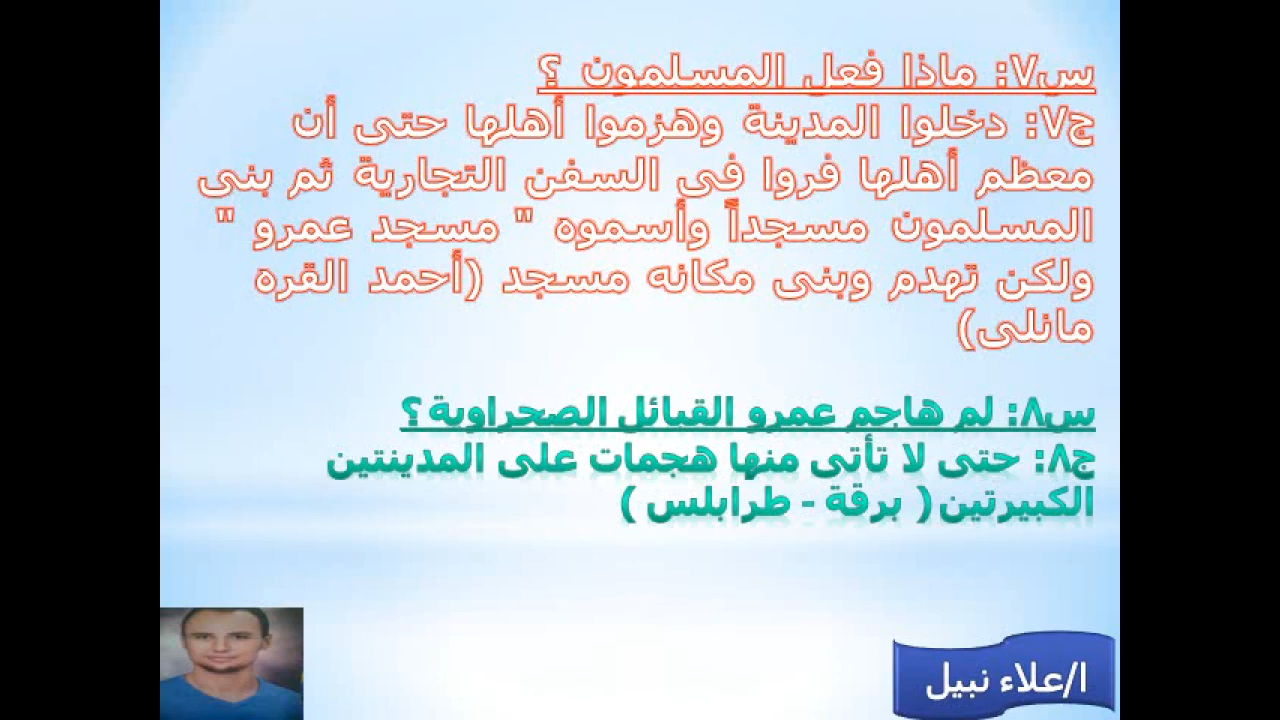 س٧: ماذا فعل المسلمون ؟
ج٧: دخلوا المدينة وهزموا أهلها حتى أن
معظم أهلها فروا فى السفن التجارية ثم بنى
المسلمون مسجداً وأسموه " مسجد عمرو "
ولكن تهدم وبنى مكانه مسجد (أحمد القره
مانلى)
س٨: لم هاجم عمرو القبائل الصحراوية ؟
ج٨: حتى لا تأتى منها هجمات على المدينتين
الكبيرتين ( برقة - طرابلس )
ا/علاء نبيل